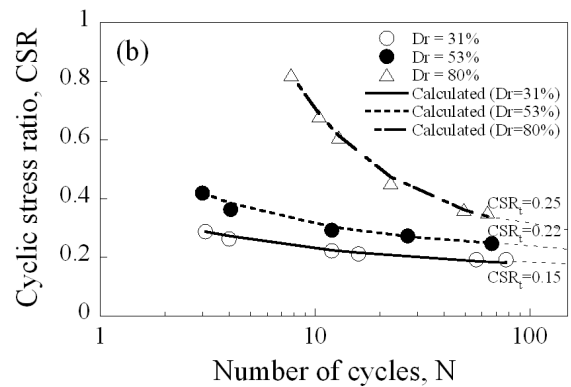 (b)
Dr = 31%
Dr = 53%
Dr = 80%
Calculated (Dr=31%)
Calculated (Dr=53%)
Calculated (Dr=80%)
Cyclic stress ratio, CSR
1
0.8
0.6
0.4
0.2
0
CSRt=0.25
CSRt=0.22
CSRt=0.15
1
10
100
Number of cycles, N